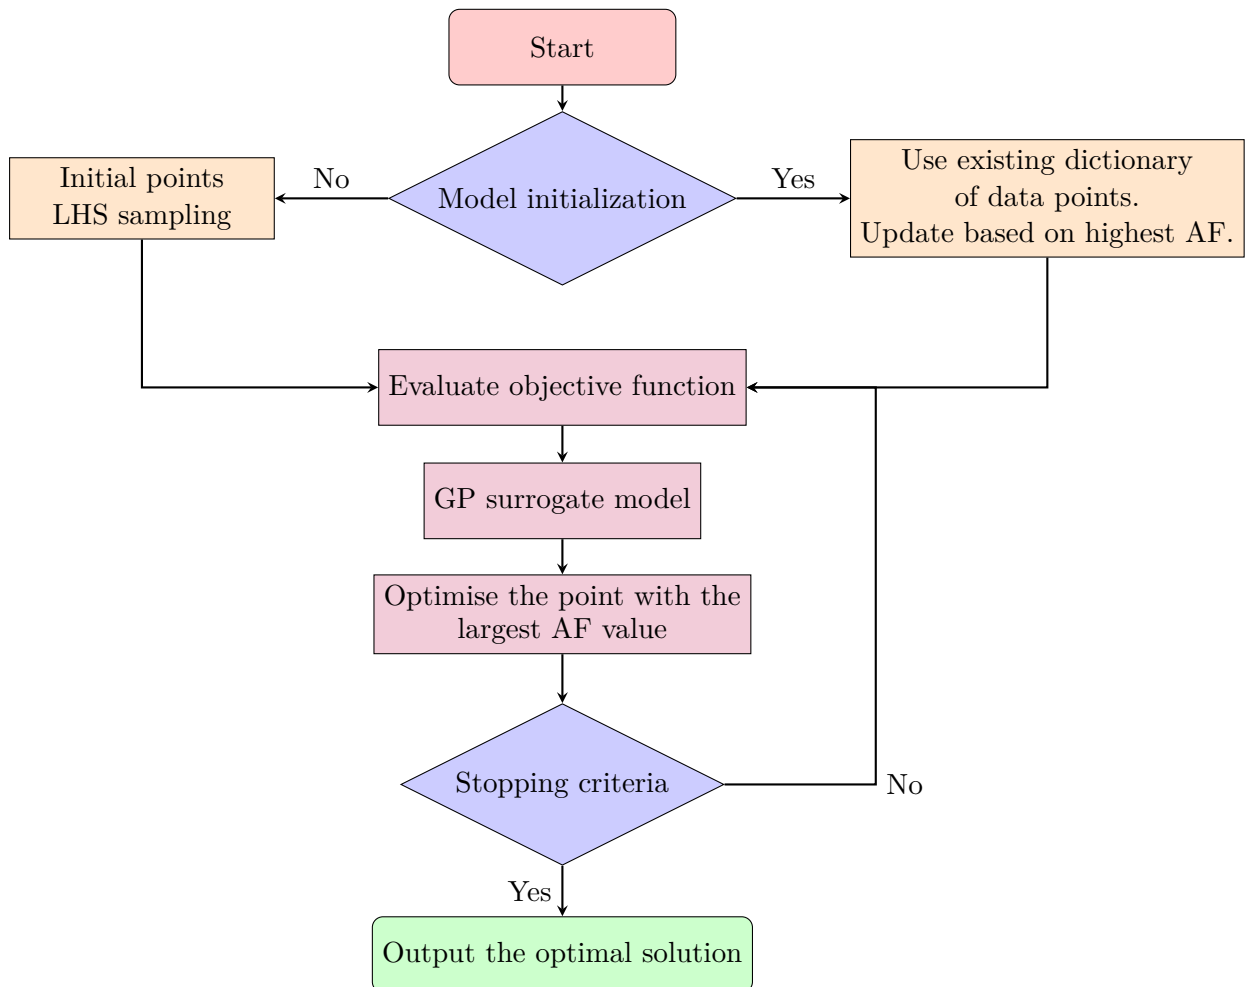 Start
Initial points
LHS sampling
No
Model initialization
Yes
Use existing dictionary
of data points.
Update based on highest AF.
Evaluate objective function
GP surrogate model
Optimise the point with the
largest AF value
Stopping criteria
No
Yes
Output the optimal solution